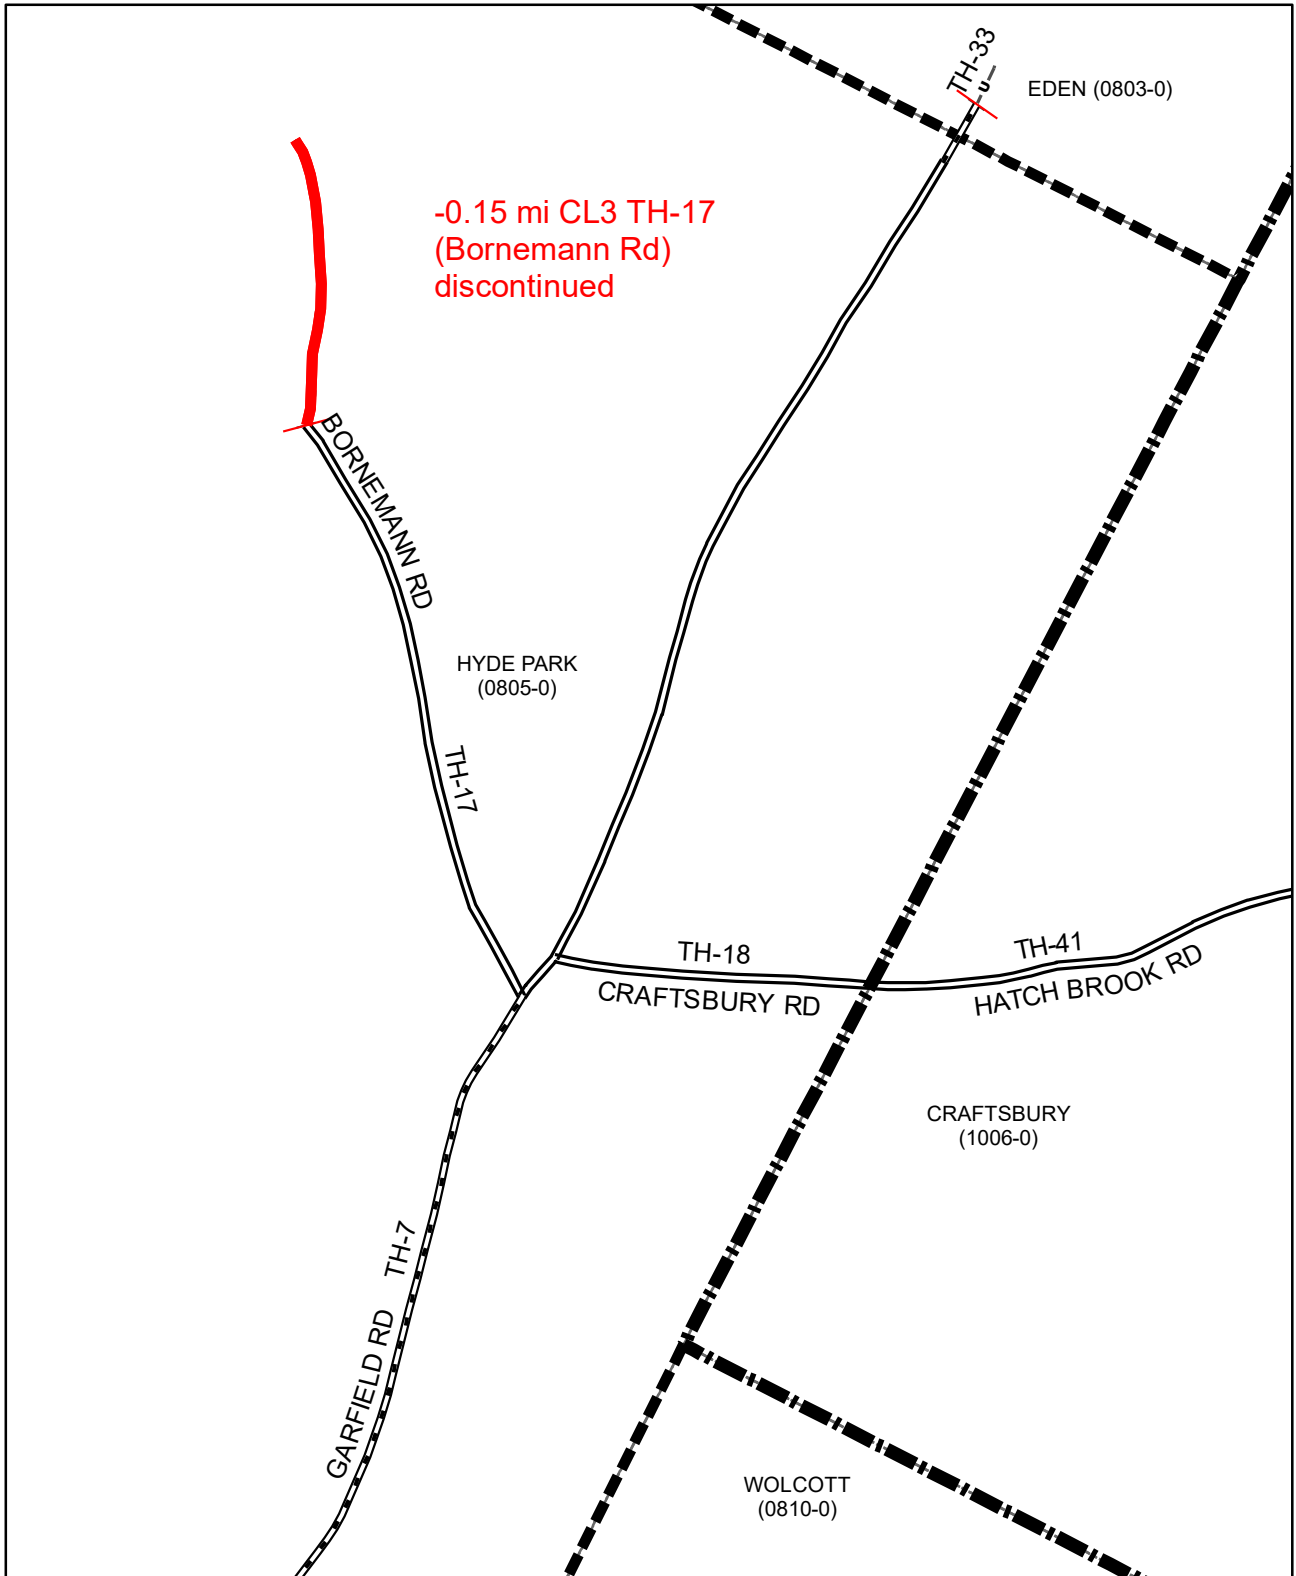 TH-33
EDEN (0803-0)
-0.15 mi CL3 TH-17
(Bornemann Rd)
discontinued
BORNEMANN RD
HYDE PARK
(0805-0)
TH-17
TH-18
CRAFTSBURY RD
TH-41
HATCH BROOK RD
CRAFTSBURY
(1006-0)
TH-7
GARFIELD RD
WOLCOTT
(0810-0)